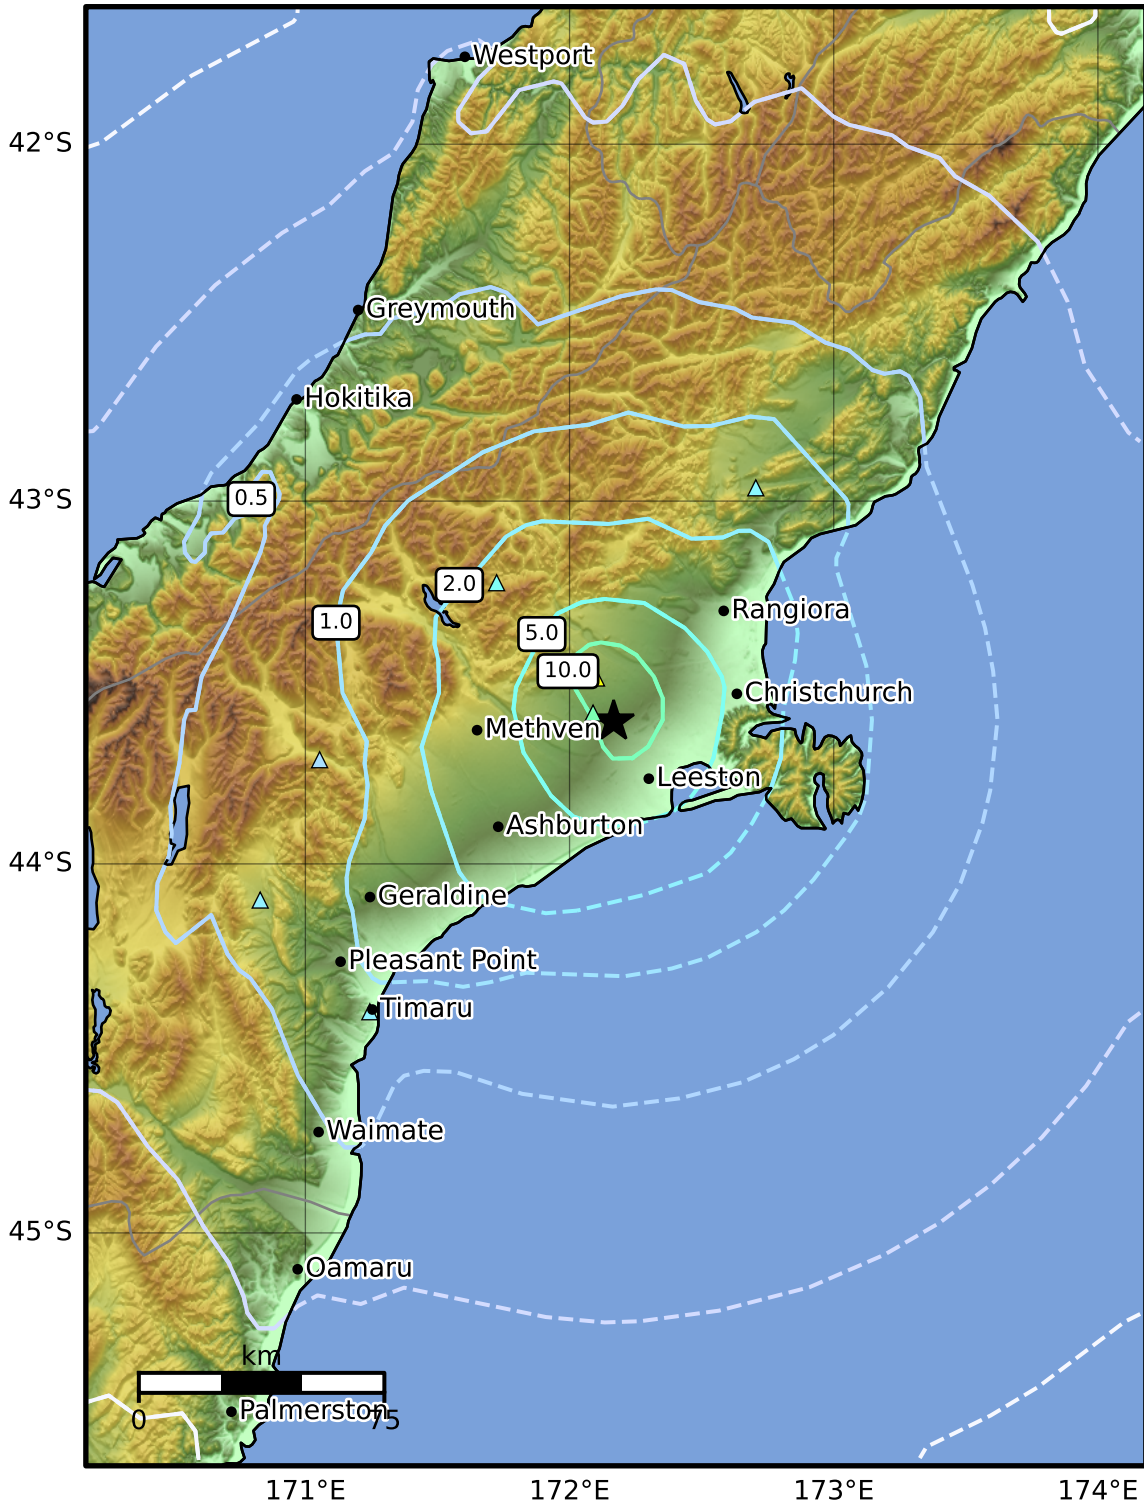 Westport
42°S
Greymouth
Hokitika
43°S
0.5
2.0
Rangiora
1.0
5.0
10.0
Christchurch
Methven
Leeston
Ashburton
44°S
Geraldine
Pleasant Point
Timaru
Waimate
45°S
Oamaru
km
Palmerston
0
75
171°E
172°E
173°E
174°E